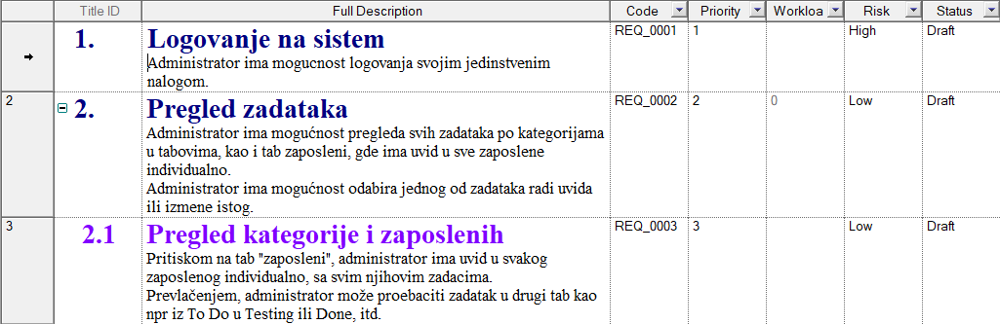 Title ID Full Description Code Priority Workloa Risk Status
1. Logovanje na sistem REQ_0001 1 High Draft
Administrator ima mogucnost logovanja svojim jedinstvenim
nalogom.
2 2. Pregled zadataka REQ_0002 2 0 Low Draft
Administrator ima mogućnost pregleda svih zadataka po kategorijama
u tabovima, kao i tab zaposleni, gde ima uvid u sve zaposlene
individualno.
Administrator ima mogućnost odabira jednog od zadataka radi uvida
ili izmene istog.
3 2.1 Pregled kategorije i zaposlenih REQ_0003 3 Low Draft
Pritiskom na tab "zaposleni", administrator ima uvid u svakog
zaposlenog individualno, sa svim njihovim zadacima.
Prevlačenjem, administrator može proebaciti zadatak u drugi tab kao
npr iz To Do u Testing ili Done, itd.